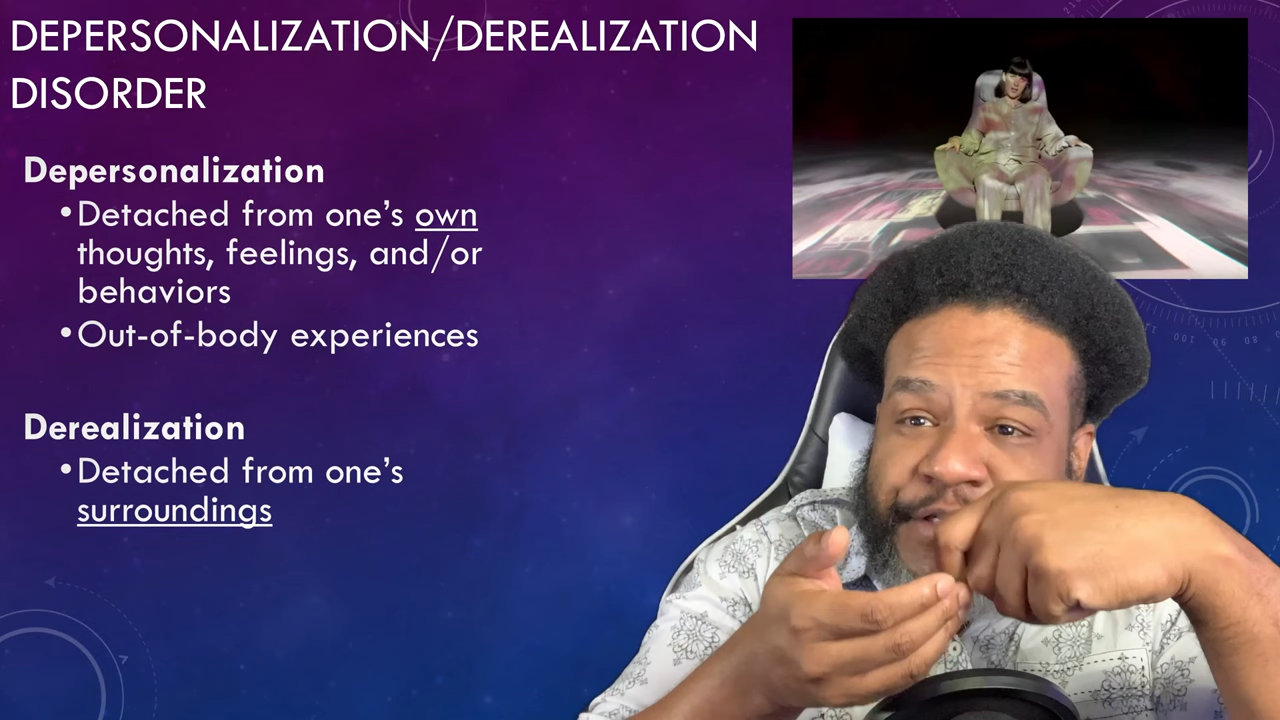 DEPERSONALIZATION/DEREALIZATION
DISORDER
Depersonalization
•Detached from one’s own
thoughts, feelings, and/or
behaviors
•Out-of-body experiences
Derealization
•Detached from one’s
surroundings